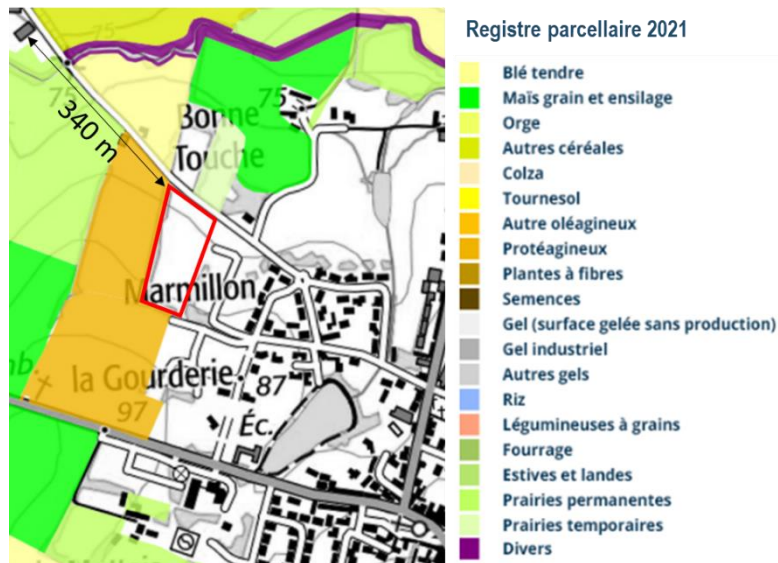 Registre parcellaire 2021
75
340 m
Bonne
75
Touche
Marmillon
la Gourderie
87
97
Éc.
Blé tendre
Maïs grain et ensilage
Orge
Autres céréales
Colza
Tournesol
Autre oléagineux
Protéagineux
Plantes à fibres
Semences
Gel (surface gelée sans production)
Gel industriel
Autres gels
Riz
Légumineuses à grains
Fourrage
Estives et landes
Prairies permanentes
Prairies temporaires
Divers